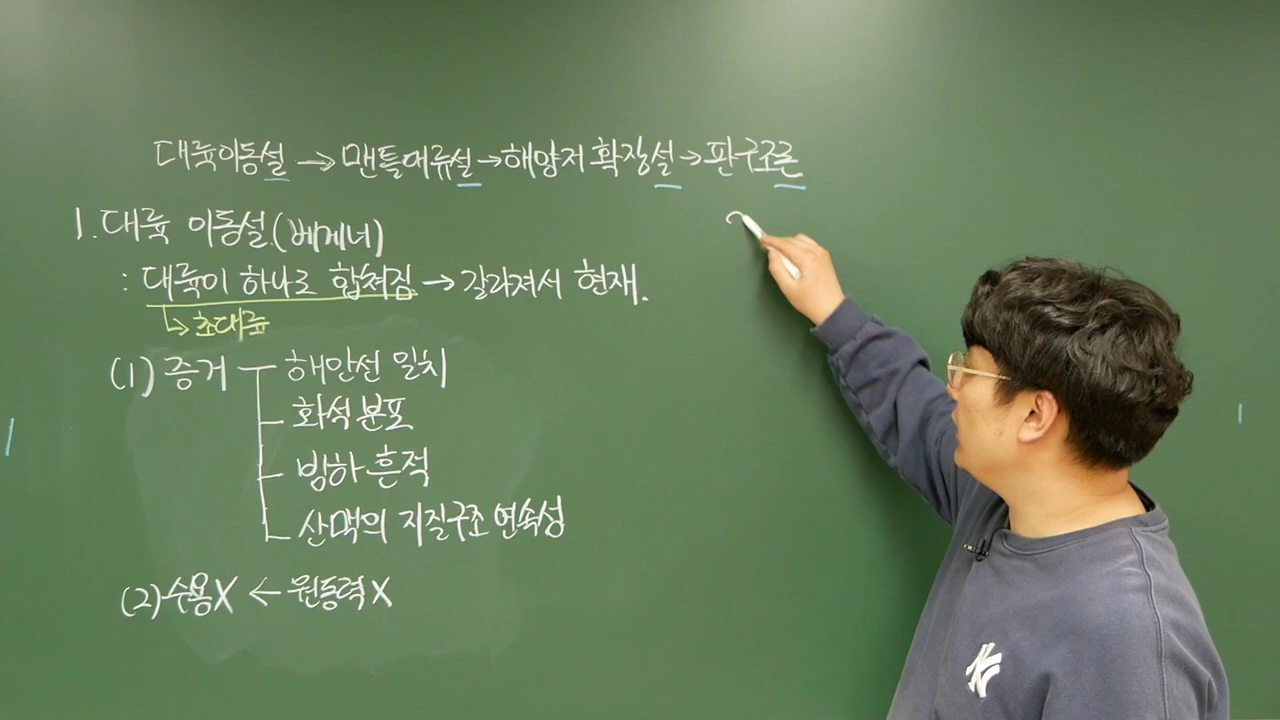 대륙이동설 → 맨틀대류설 → 해양저 확장설 → 판구조론
1. 대륙 이동설.(베게너)
: 대륙이 하나로 합쳐짐 → 갈라져서 현재.
↳ 초대륙
(1) 증거 해안선 일치
화석 분포
빙하 흔적
산맥의 지질구조 연속성
(2) 수용X ← 원동력 X
NY